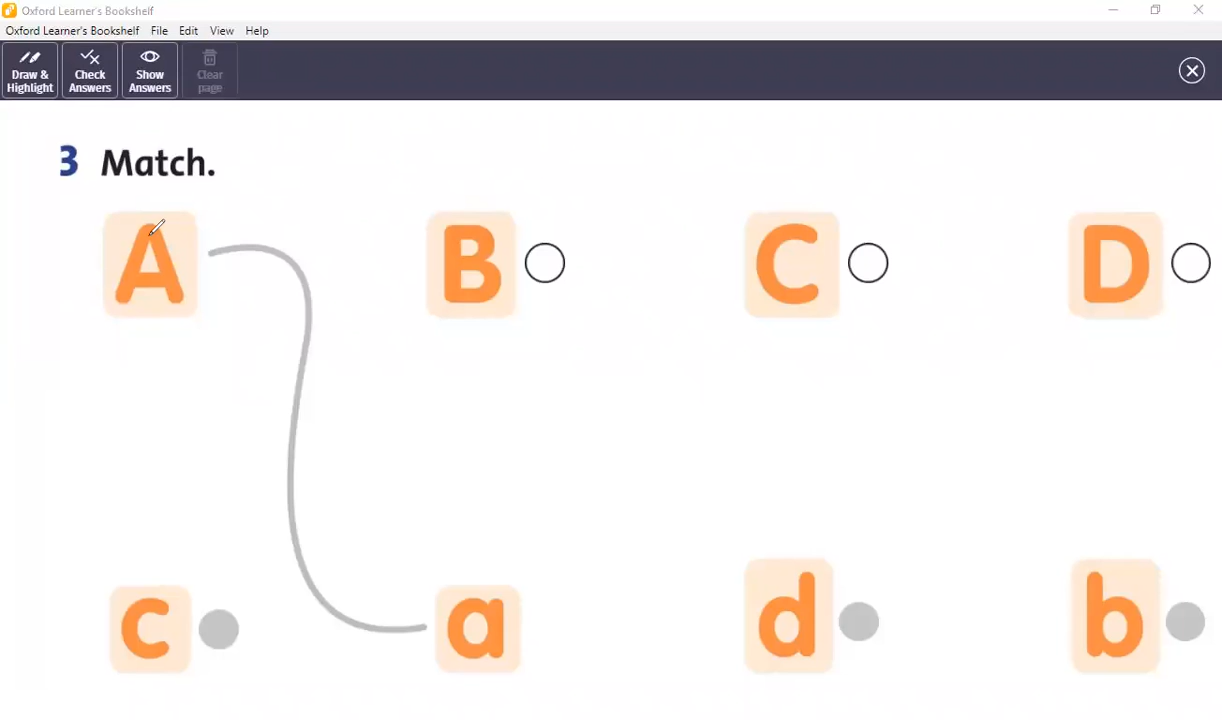 Oxford Learner's Bookshelf
Oxford Learner's Bookshelf File Edit View Help
Draw & Highlight
Check Answers
Show Answers
Clear page
3 Match.
A B C D
c a d b